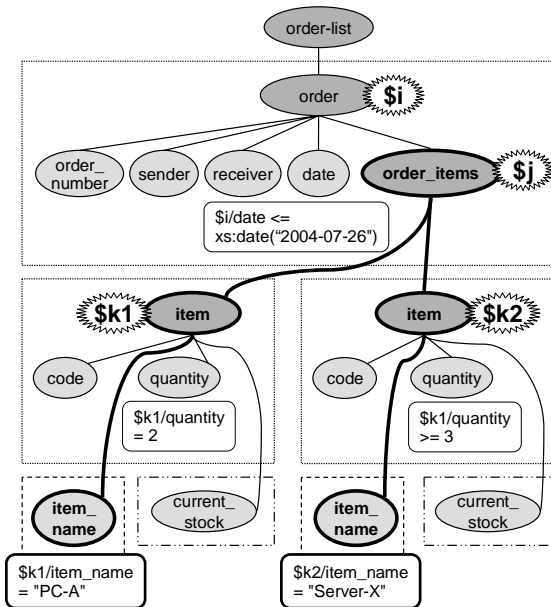 order-list
order
$i
order_
number
sender
receiver
date
order_items
$j
$i/date <=
xs:date("2004-07-26")
$k1
item
item
$k2
code
quantity
code
quantity
$k1/quantity
= 2
$k1/quantity
>= 3
item_
name
current_
stock
item_
name
current_
stock
$k1/item_name
= "PC-A"
$k2/item_name
= "Server-X"